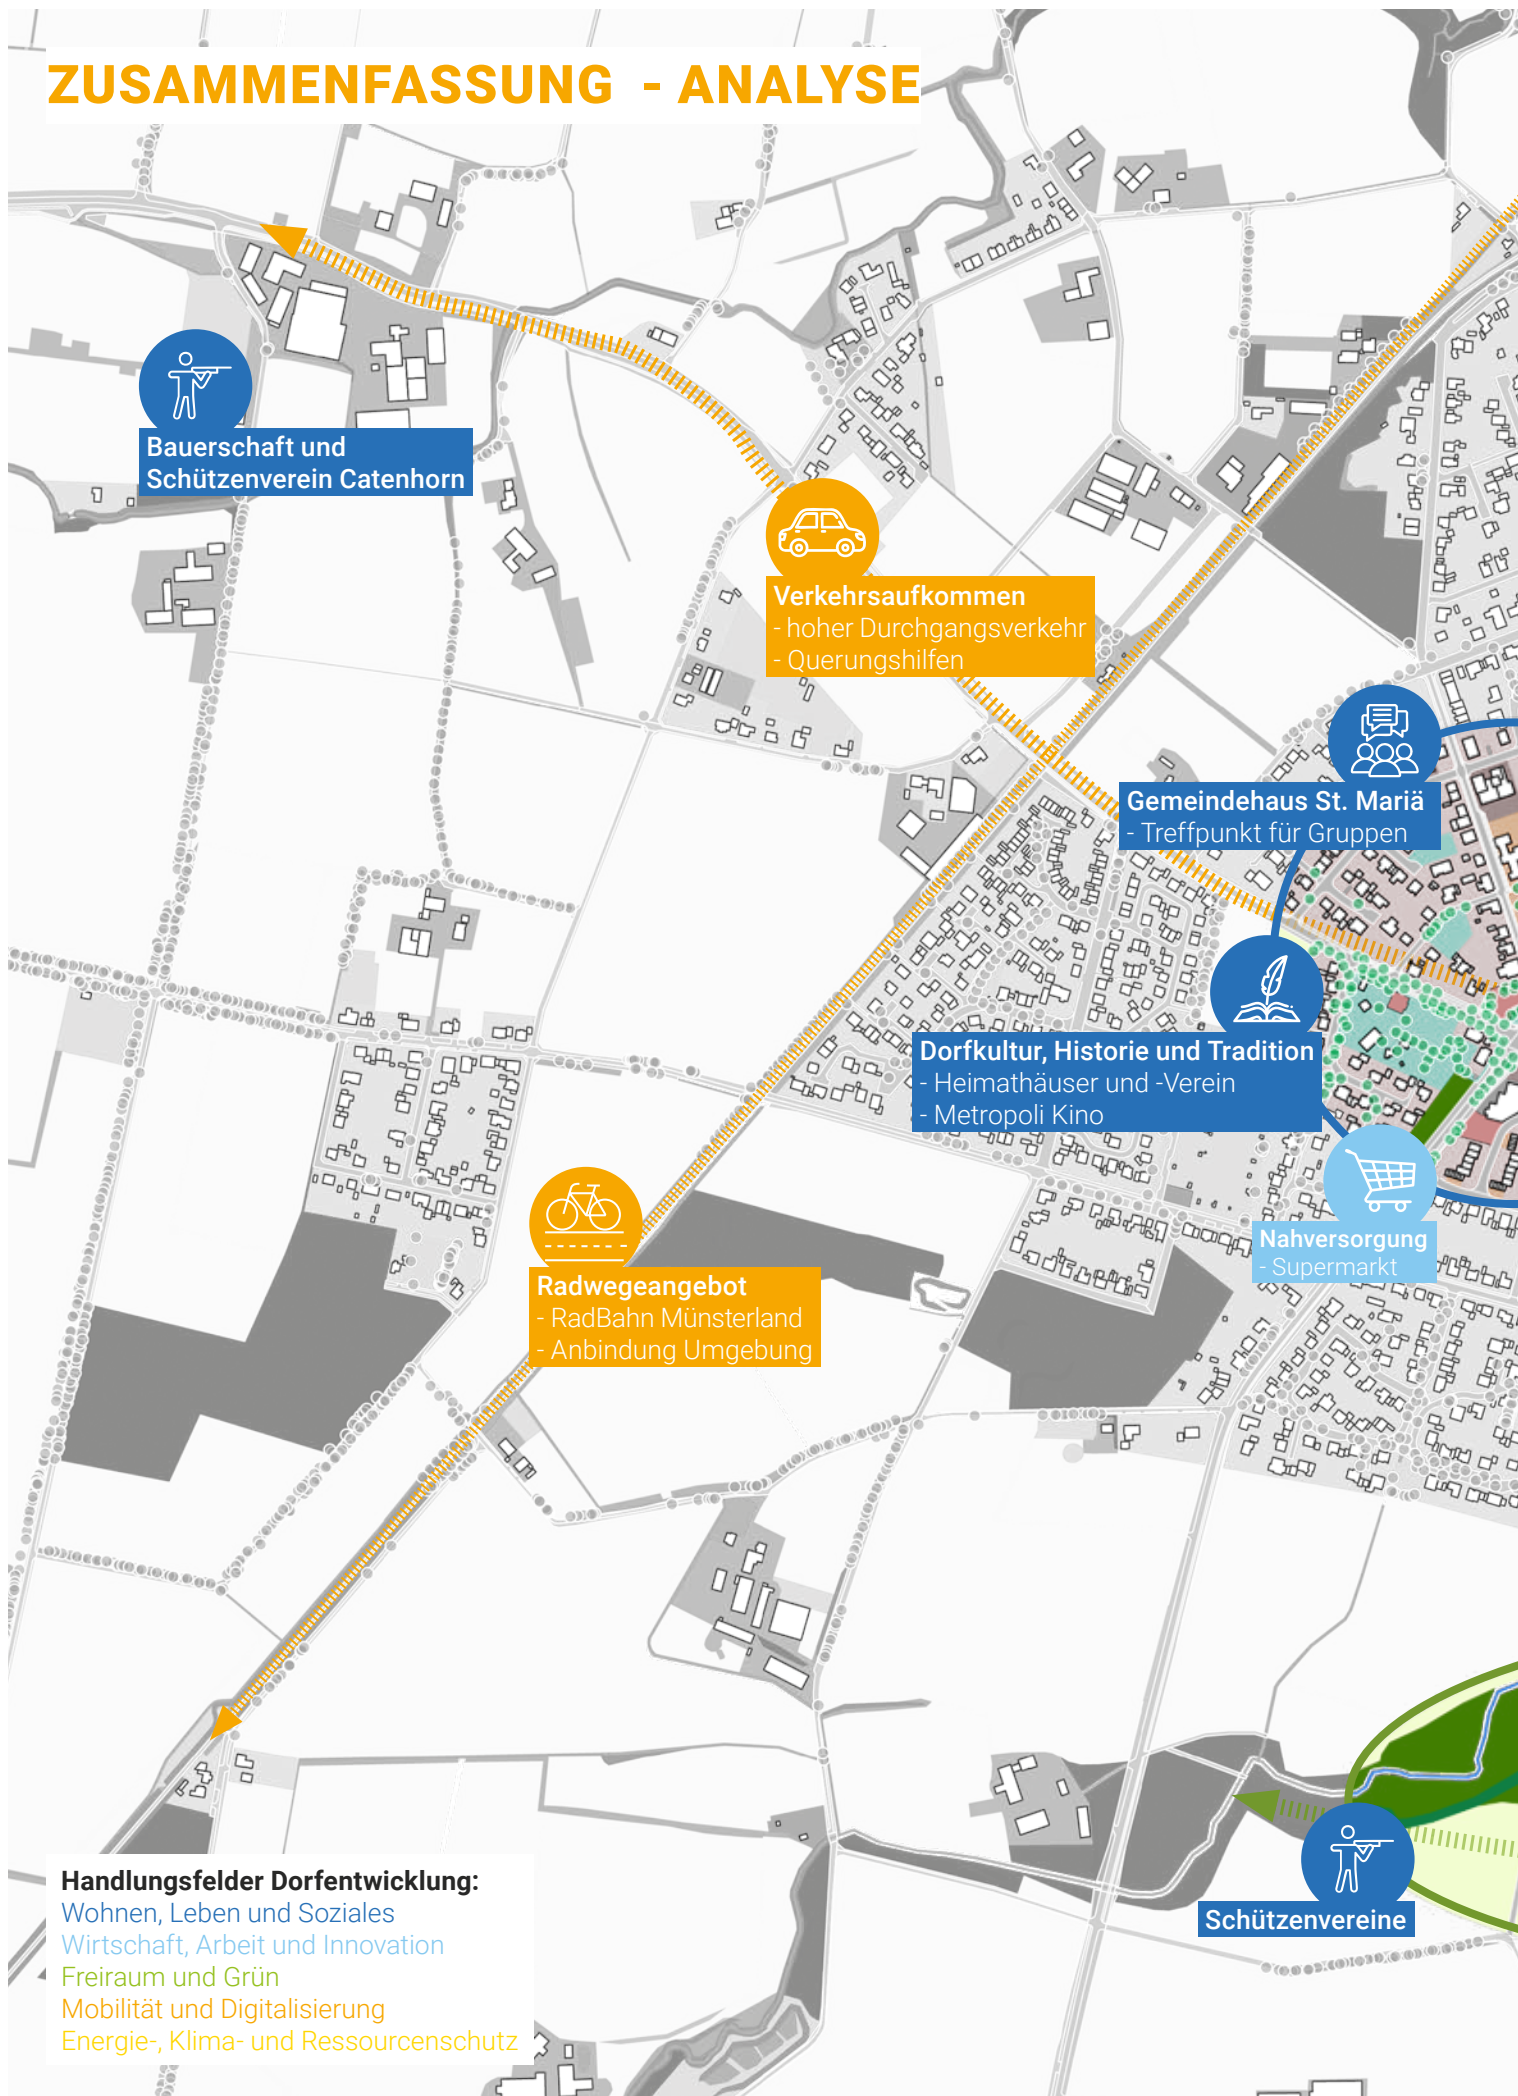 ZUSAMMENFASSUNG - ANALYSE
Bauerschaft und
Schützenverein Catenhorn
Verkehrsaufkommen
- hoher Durchgangsverkehr
- Querungshilfen
Gemeindehaus St. Mariä
- Treffpunkt für Gruppen
Dorfkultur, Historie und Tradition
- Heimathäuser und -Verein
- Metropoli Kino
Nahversorgung
- Supermarkt
Radwegeangebot
- RadBahn Münsterland
- Anbindung Umgebung
Schützenvereine
Handlungsfelder Dorfentwicklung:
Wohnen, Leben und Soziales
Wirtschaft, Arbeit und Innovation
Freiraum und Grün
Mobilität und Digitalisierung
Energie-, Klima- und Ressourcenschutz